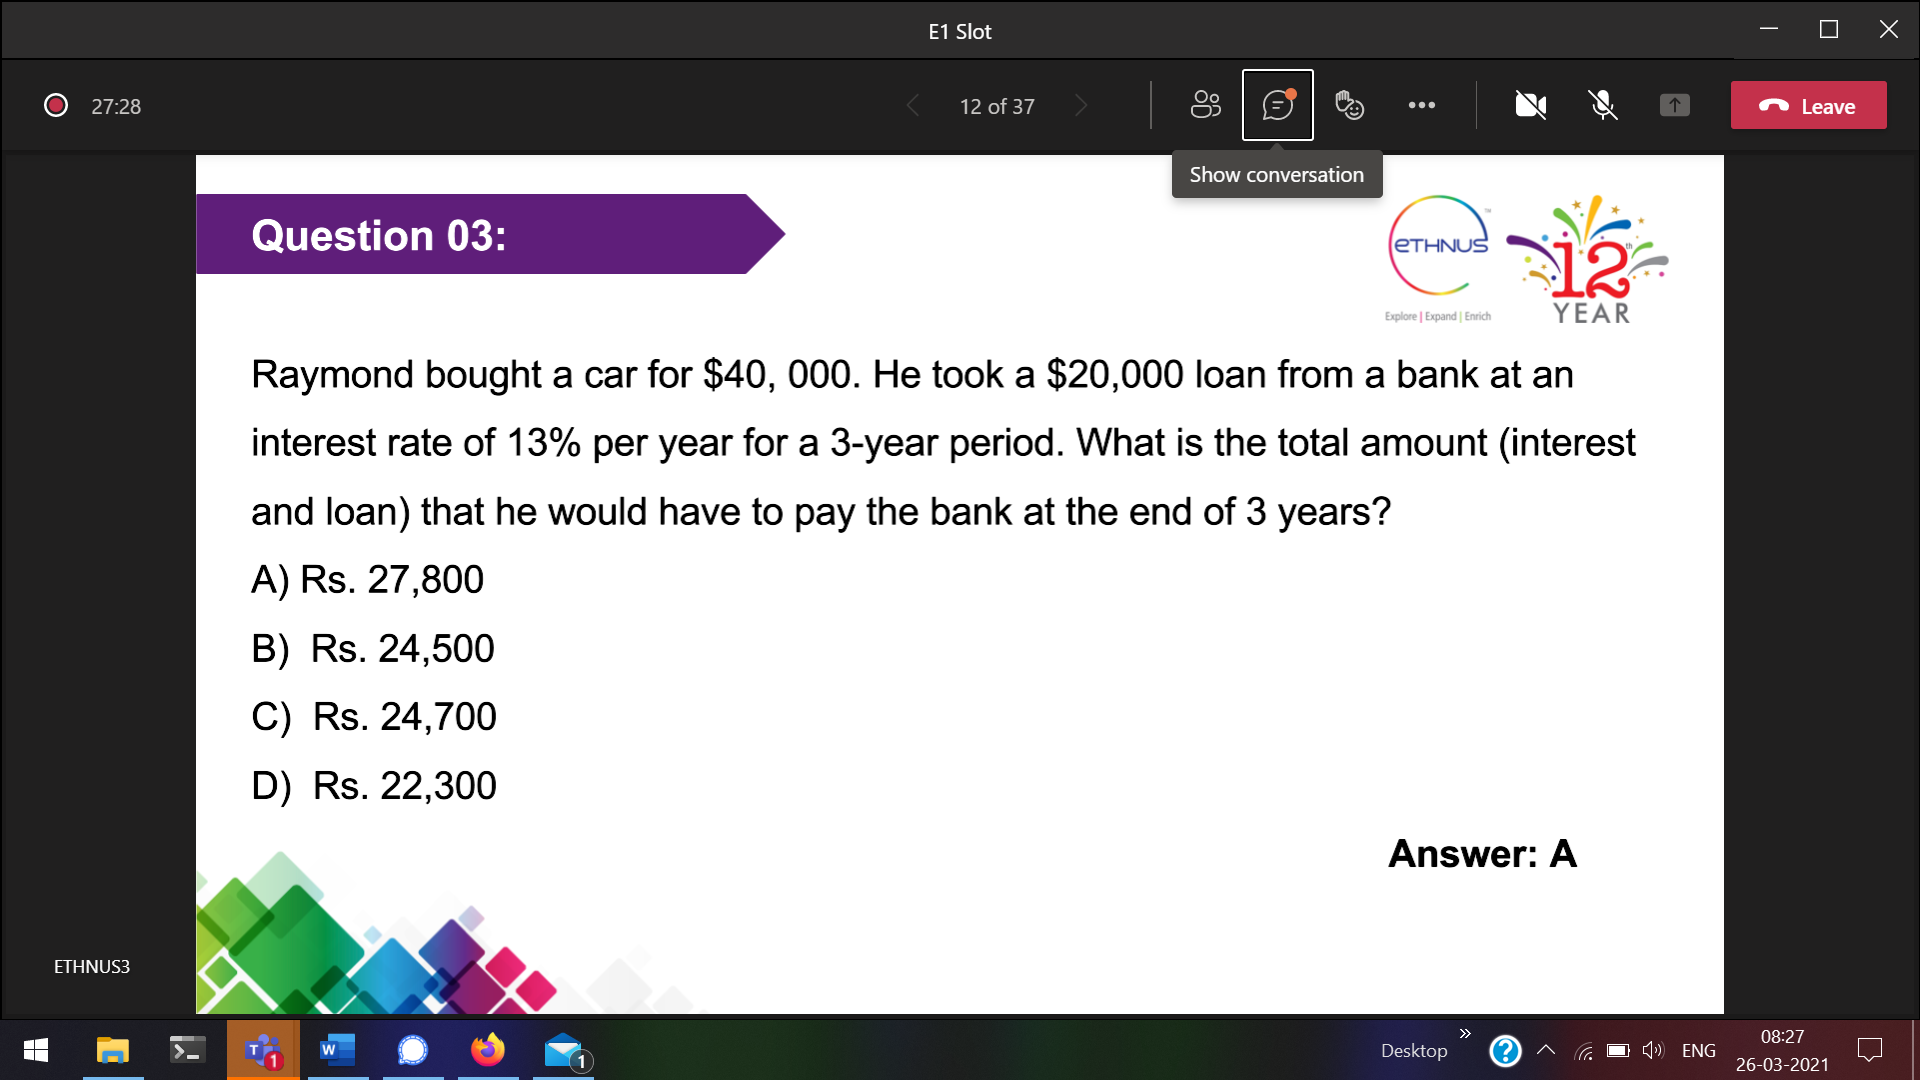 E1 Slot
27:28
12 of 37
Leave
Show conversation
Question 03:
ETHNUS
TM
Explore | Expand | Enrich
12th
YEAR
Raymond bought a car for $40, 000. He took a $20,000 loan from a bank at an
interest rate of 13% per year for a 3-year period. What is the total amount (interest
and loan) that he would have to pay the bank at the end of 3 years?
A) Rs. 27,800
B) Rs. 24,500
C) Rs. 24,700
D) Rs. 22,300
Answer: A
ETHNUS3
T
1
W
1
Desktop
»
?
ENG
08:27
26-03-2021